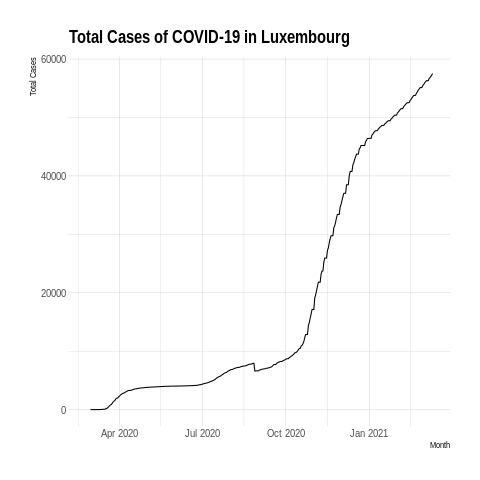 Total Cases of COVID-19 in Luxembourg
Total Cases
60000
40000
20000
0
Apr 2020
Jul 2020
Oct 2020
Jan 2021
Month